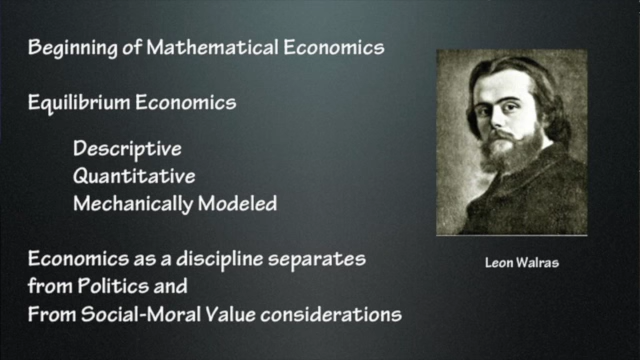 Beginning of Mathematical Economics
Equilibrium Economics
Descriptive
Quantitative
Mechanically Modeled
Economics as a discipline separates
from Politics and
From Social-Moral Value considerations
Leon Walras